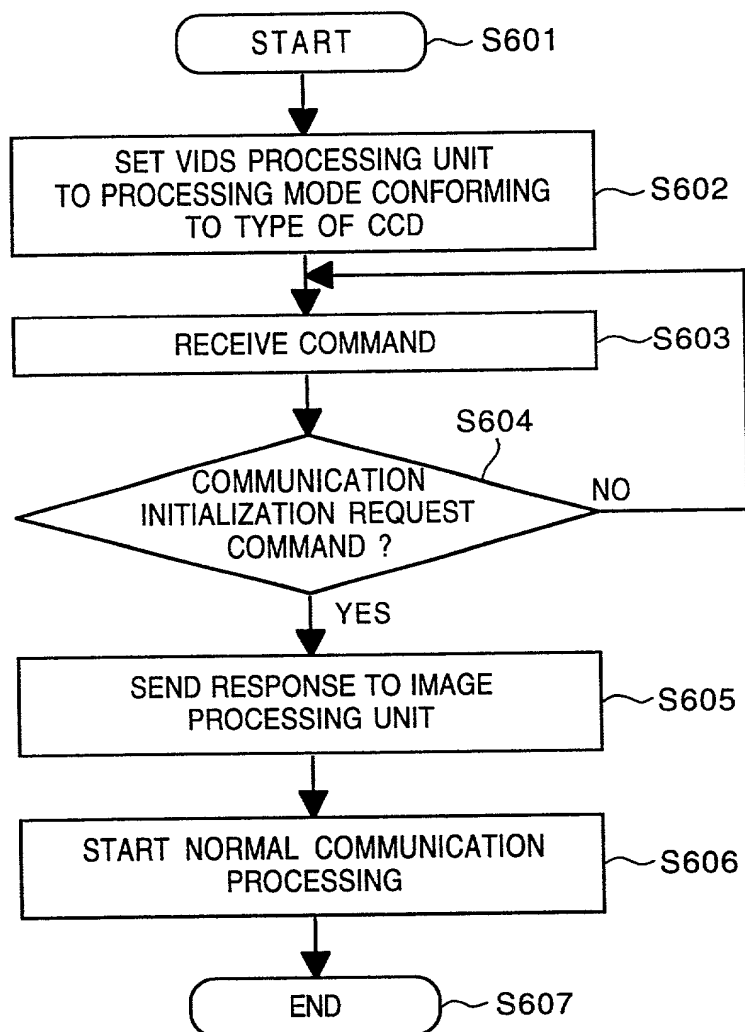 START
S601
SET VIDS PROCESSING UNIT
TO PROCESSING MODE CONFORMING
TO TYPE OF CCD
S602
RECEIVE COMMAND
S603
S604
COMMUNICATION
INITIALIZATION REQUEST
COMMAND ?
NO
YES
SEND RESPONSE TO IMAGE
PROCESSING UNIT
S605
START NORMAL COMMUNICATION
PROCESSING
S606
END
S607